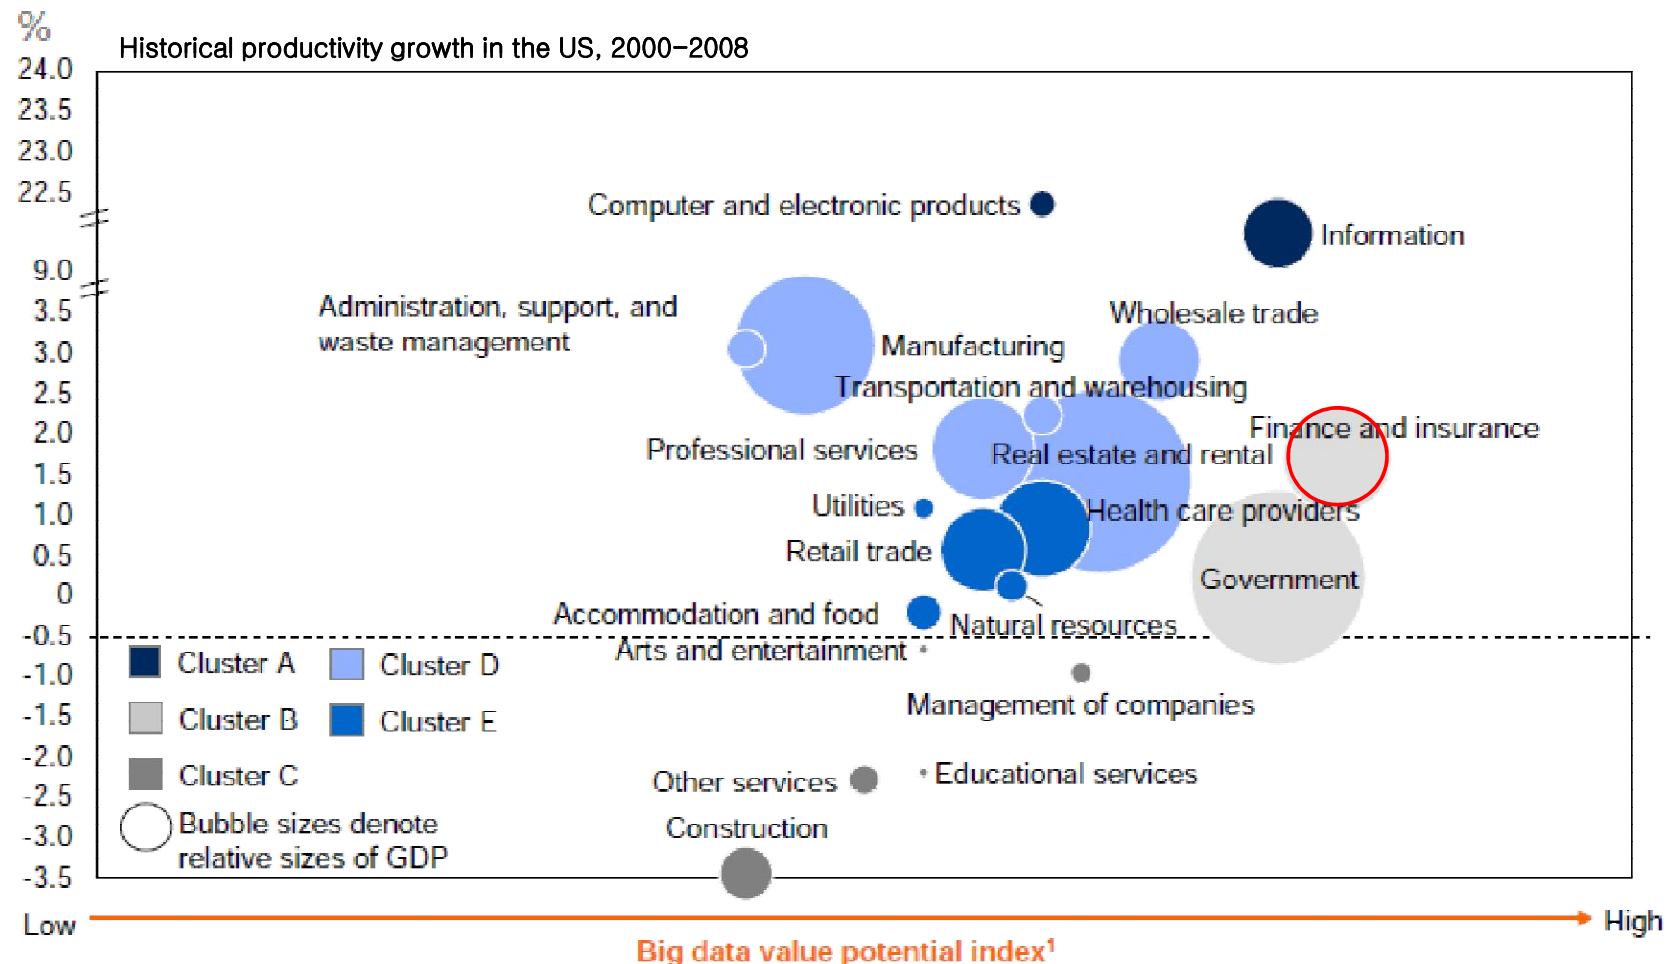 %
Historical productivity growth in the US, 2000-2008
24.0
23.5
23.0
22.5
9.0
3.5
3.0
2.5
2.0
1.5
1.0
0.5
0
-0.5
-1.0
-1.5
-2.0
-2.5
-3.0
-3.5
Computer and electronic products
Information
Administration, support, and
waste management
Manufacturing
Wholesale trade
Transportation and warehousing
Professional services
Real estate and rental
Finance and insurance
Utilities
Health care providers
Retail trade
Government
Accommodation and food
Natural resources
Arts and entertainment
Management of companies
Other services
Educational services
Construction
Cluster A
Cluster D
Cluster B
Cluster E
Cluster C
Bubble sizes denote
relative sizes of GDP
Low
High
Big data value potential index¹